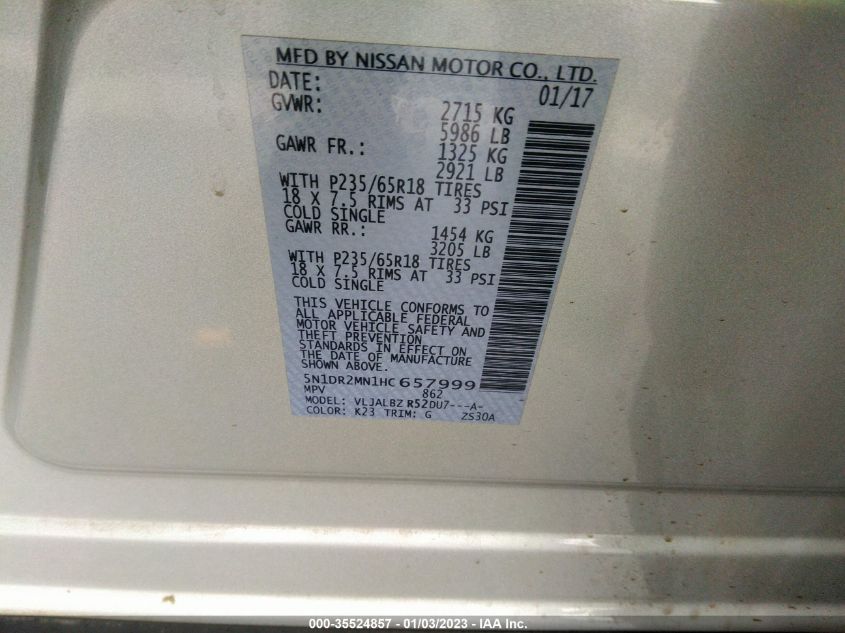 MFD BY NISSAN MOTOR CO., LTD.
DATE: 01/17
GVWR: 2715 KG
5986 LB
GAWR FR.: 1325 KG
2921 LB
WITH P235/65R18 TIRES
18 X 7.5 RIMS AT 33 PSI
COLD SINGLE
GAWR RR.: 1454 KG
3205 LB
WITH P235/65R18 TIRES
18 X 7.5 RIMS AT 33 PSI
COLD SINGLE
THIS VEHICLE CONFORMS TO
ALL APPLICABLE FEDERAL
MOTOR VEHICLE SAFETY AND
THEFT PREVENTION
STANDARDS IN EFFECT ON
THE DATE OF MANUFACTURE
SHOWN ABOVE.
5N1DR2MN1HC657999
MPV 862
MODEL: VLJALBZ R52DU7---A-
COLOR: K23 TRIM: G ZS30A
000-35524857 - 01/03/2023 - IAA Inc.